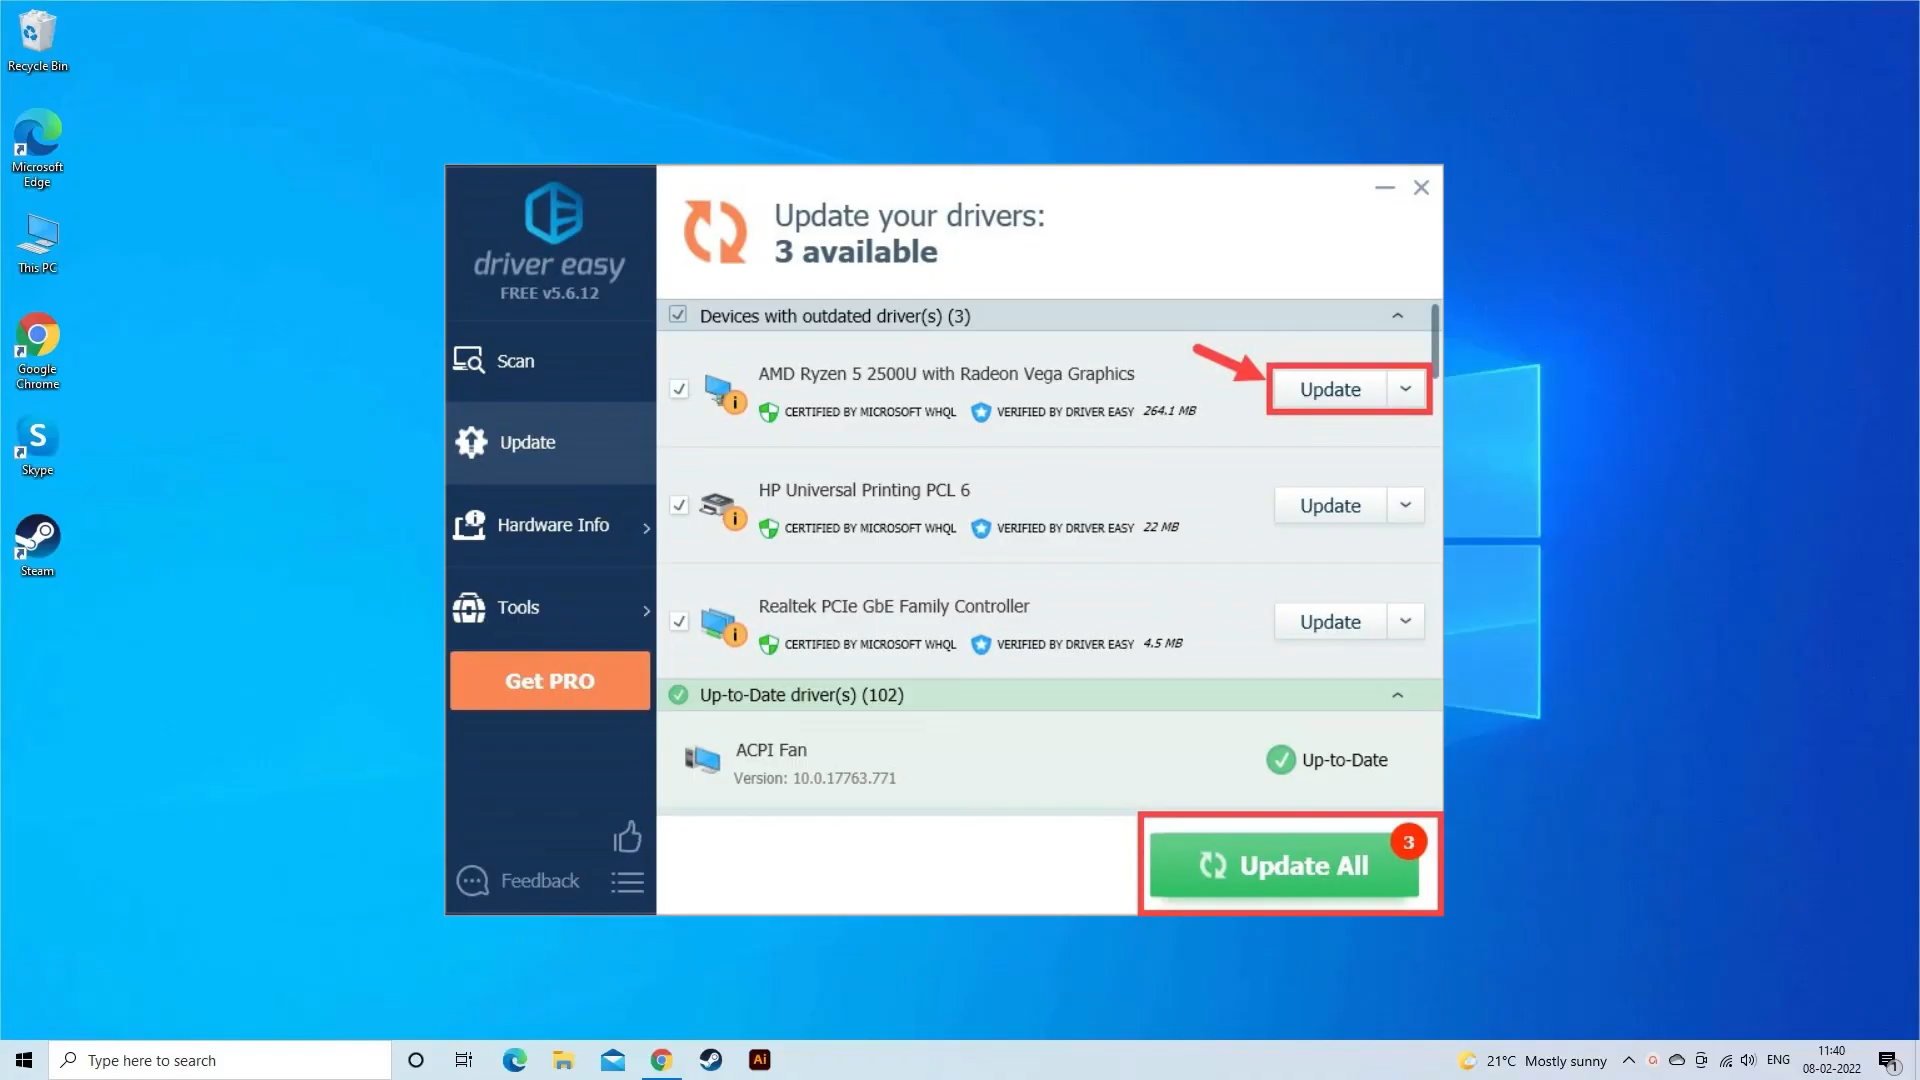 Recycle Bin
Microsoft
Edge
This PC
Google
Chrome
Skype
Steam
driver easy
FREE v5.6.12
Scan
Update
Hardware Info
Tools
Get PRO
Feedback
Update your drivers:
3 available
Devices with outdated driver(s) (3)
AMD Ryzen 5 2500U with Radeon Vega Graphics
CERTIFIED BY MICROSOFT WHQL VERIFIED BY DRIVER EASY 264.1 MB
Update
HP Universal Printing PCL 6
CERTIFIED BY MICROSOFT WHQL VERIFIED BY DRIVER EASY 22 MB
Update
Realtek PCIe GbE Family Controller
CERTIFIED BY MICROSOFT WHQL VERIFIED BY DRIVER EASY 4.5 MB
Update
Up-to-Date driver(s) (102)
ACPI Fan
Version: 10.0.17763.771
Up-to-Date
3
Update All
Type here to search
Ai
21°C Mostly sunny
ENG
11:40
08-02-2022
1